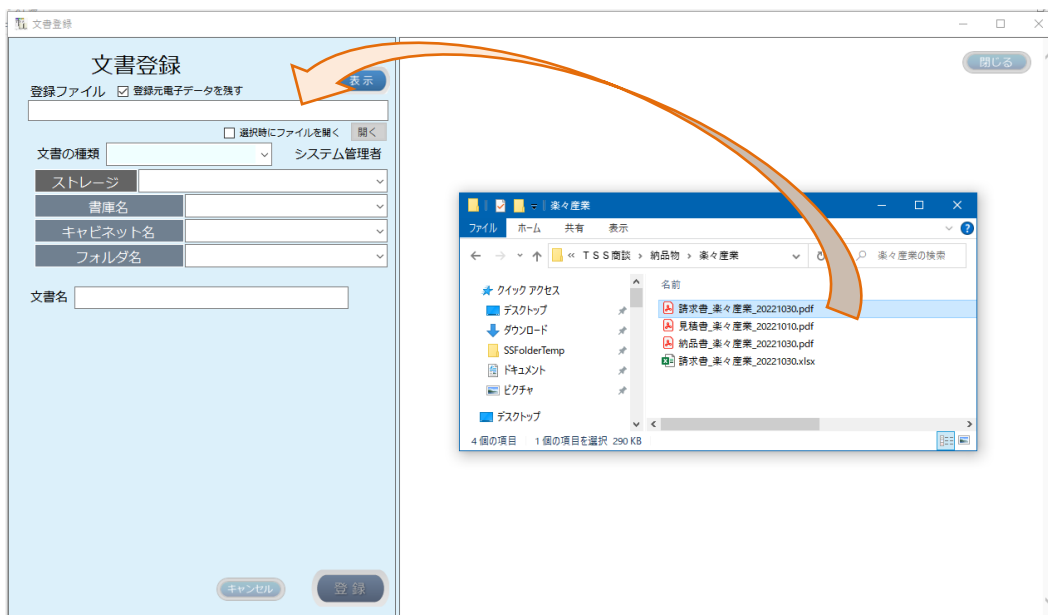 文書登録
文書登録
表示
閉じる
登録ファイル
登録元電子データを残す
選択時にファイルを開く
開く
文書の種類
システム管理者
ストレージ
書庫名
キャビネット名
フォルダ名
文書名
キャンセル
登録
楽々産業
ファイル ホーム 共有 表示
« TSS商談 › 納品物 › 楽々産業
楽々産業の検索
クイック アクセス
デスクトップ
ダウンロード
SSFolderTemp
ドキュメント
ピクチャ
デスクトップ
名前
請求書_楽々産業_20221030.pdf
見積書_楽々産業_20221010.pdf
納品書_楽々産業_20221030.pdf
請求書_楽々産業_20221030.xlsx
4 個の項目 1 個の項目を選択 290 KB